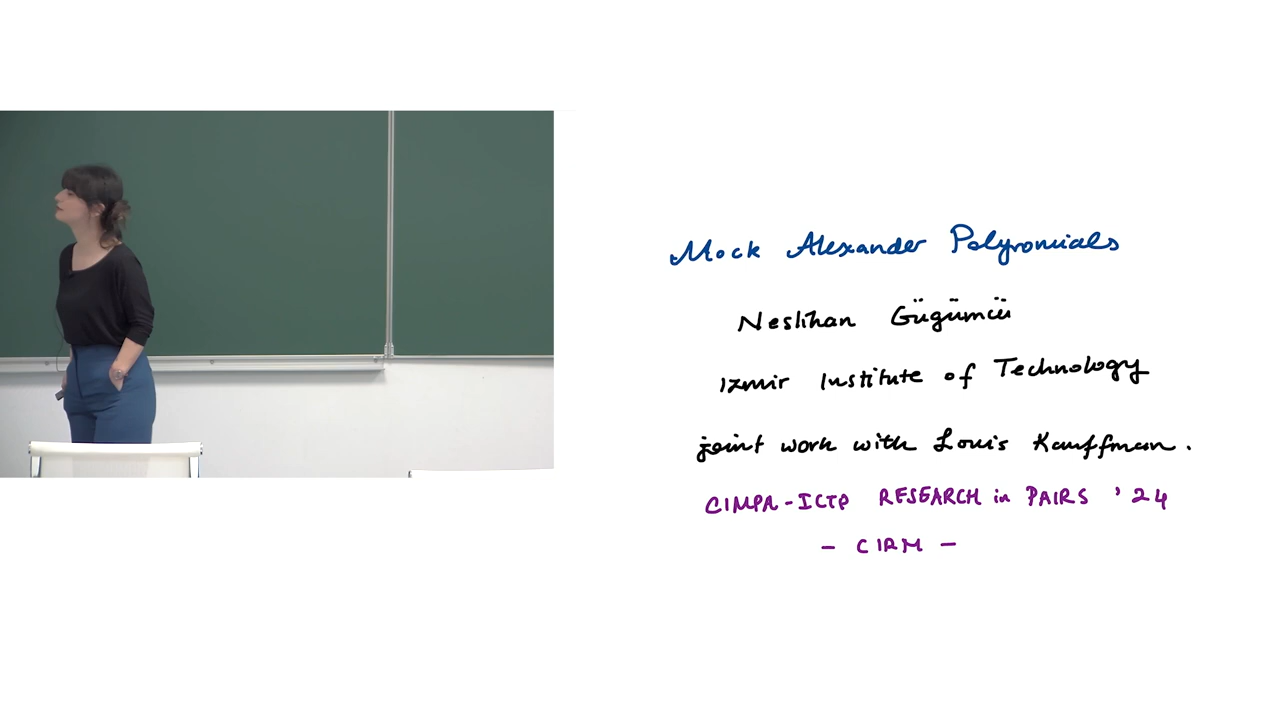 Mock Alexander Polynomials
Neslihan Gügümcü
Izmir Institute of Technology
joint work with Louis Kauffman.
CIMPA-ICTP RESEARCH in PAIRS '24
- CIRM -